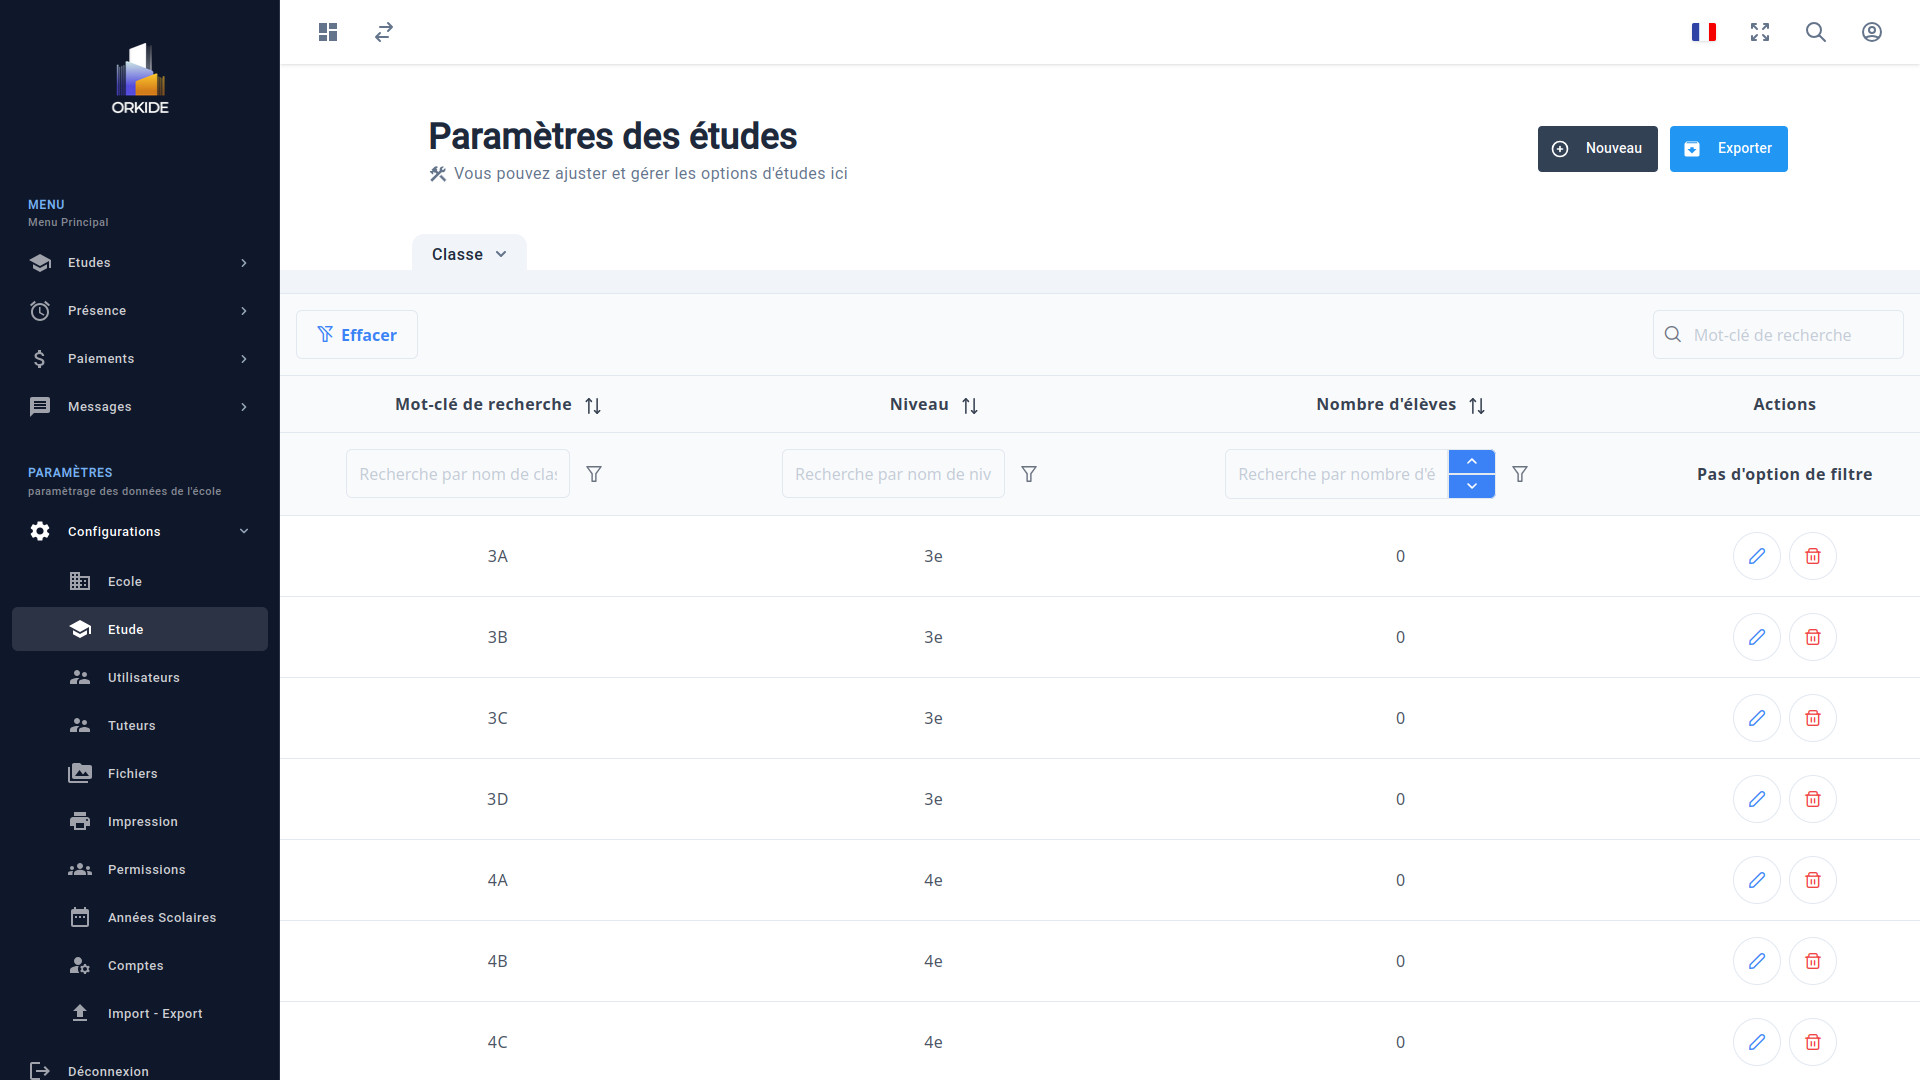 ORKIDE
MENU
Menu Principal
Etudes
Présence
Paiements
Messages
PARAMÈTRES
paramètrage des données de l'école
Configurations
Ecole
Etude
Utilisateurs
Tuteurs
Fichiers
Impression
Permissions
Années Scolaires
Comptes
Import - Export
Déconnexion
Paramètres des études
Vous pouvez ajuster et gérer les options d'études ici
Nouveau
Exporter
Classe
Effacer
Mot-clé de recherche
Mot-clé de recherche Niveau Nombre d'élèves Actions
Recherche par nom de clas Recherche par nom de niv Recherche par nombre d'é Pas d'option de filtre
3A 3e 0
3B 3e 0
3C 3e 0
3D 3e 0
4A 4e 0
4B 4e 0
4C 4e 0